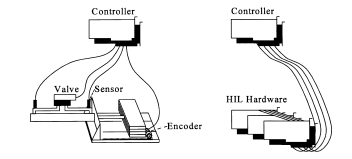 Controller
Controller
Valve
Sensor
HIL Hardware
Encoder